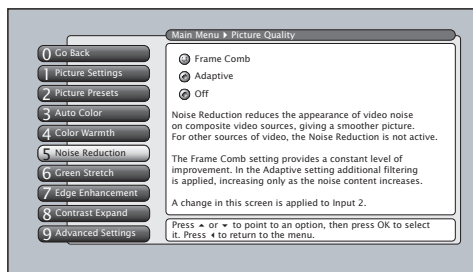 Main Menu ▶ Picture Quality
0 Go Back
1 Picture Settings
2 Picture Presets
3 Auto Color
4 Color Warmth
5 Noise Reduction
6 Green Stretch
7 Edge Enhancement
8 Contrast Expand
9 Advanced Settings
Frame Comb
Adaptive
Off
Noise Reduction reduces the appearance of video noise
on composite video sources, giving a smoother picture.
For other sources of video, the Noise Reduction is not active.
The Frame Comb setting provides a constant level of
improvement. In the Adaptive setting additional filtering
is applied, increasing only as the noise content increases.
A change in this screen is applied to Input 2.
Press ▲ or ▼ to point to an option, then press OK to select
it. Press ◀ to return to the menu.